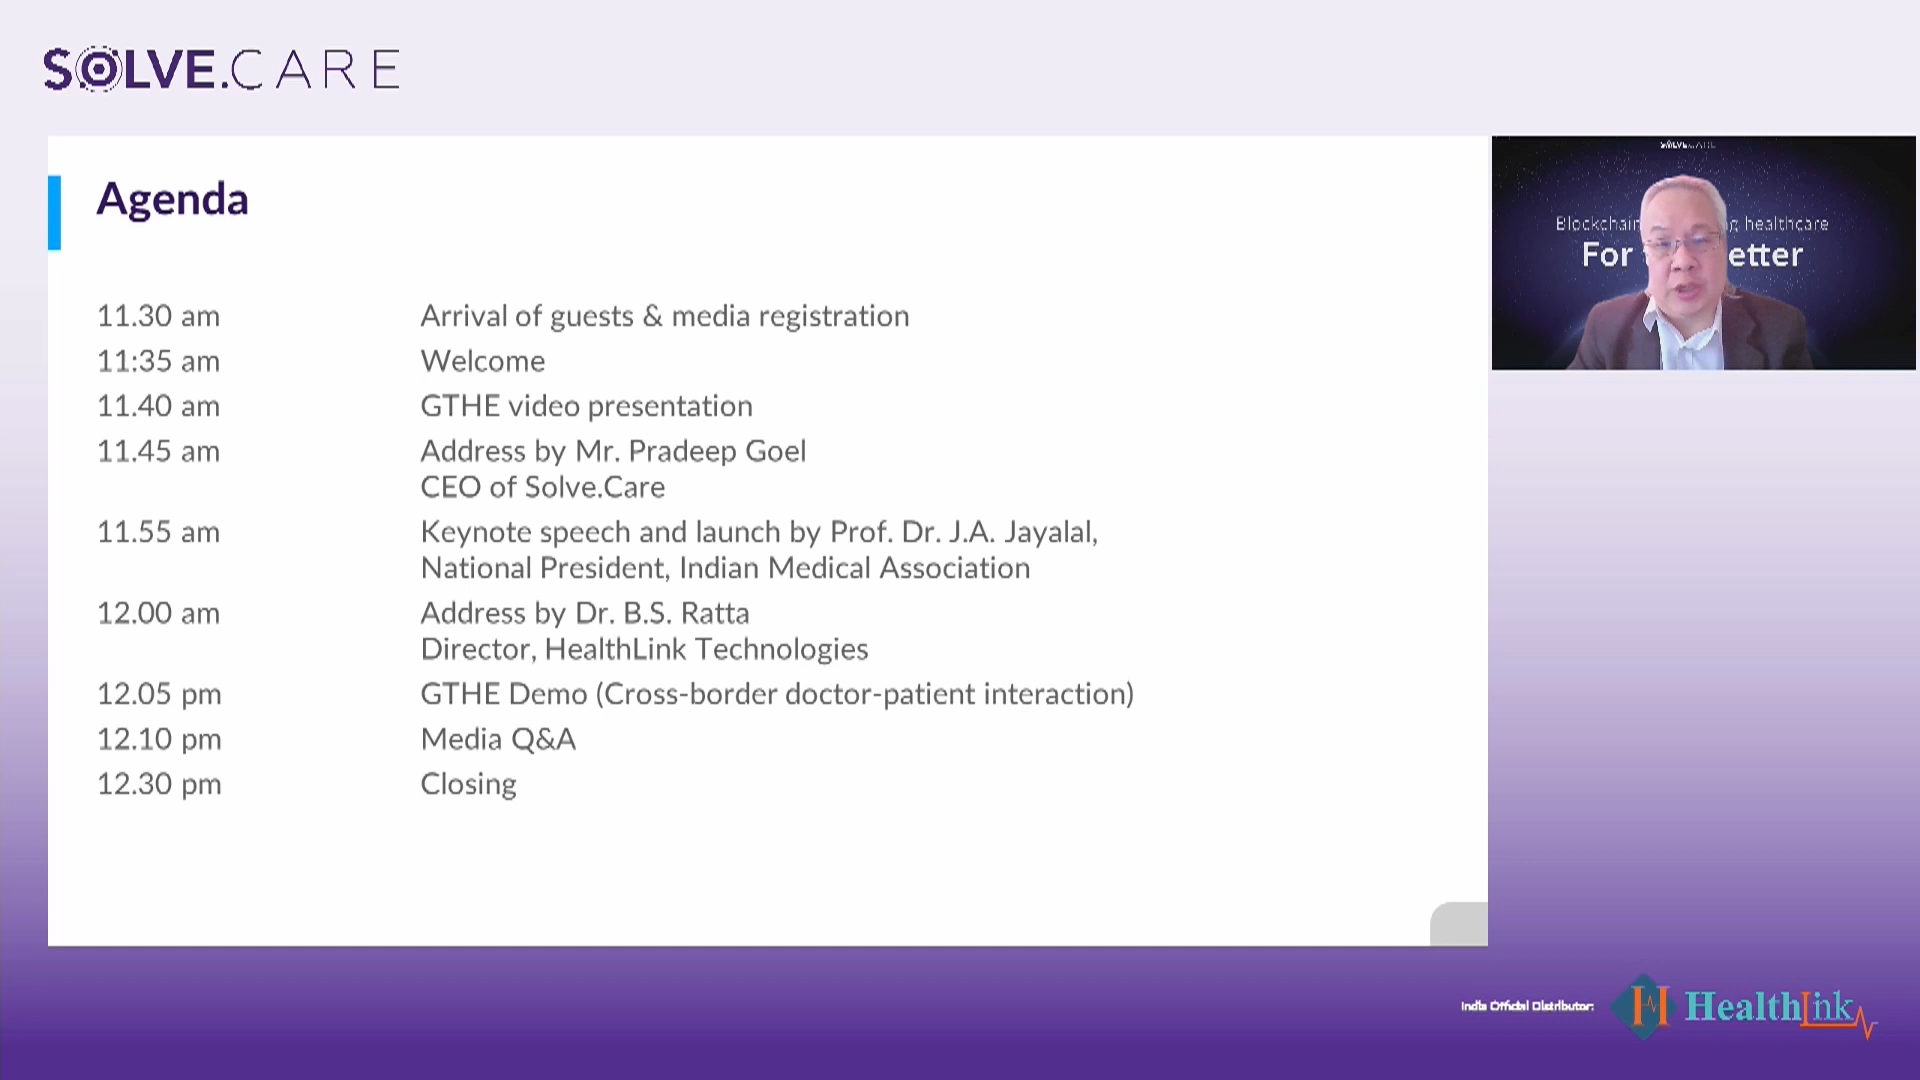 SOLVE.CARE
Agenda
11.30 am Arrival of guests & media registration
11:35 am Welcome
11.40 am GTHE video presentation
11.45 am Address by Mr. Pradeep Goel
CEO of Solve.Care
11.55 am Keynote speech and launch by Prof. Dr. J.A. Jayalal,
National President, Indian Medical Association
12.00 am Address by Dr. B.S. Ratta
Director, HealthLink Technologies
12.05 pm GTHE Demo (Cross-border doctor-patient interaction)
12.10 pm Media Q&A
12.30 pm Closing
SOLVE.CARE
Blockchain healthcare
For etter
India Official Distributor:
H HealthLink